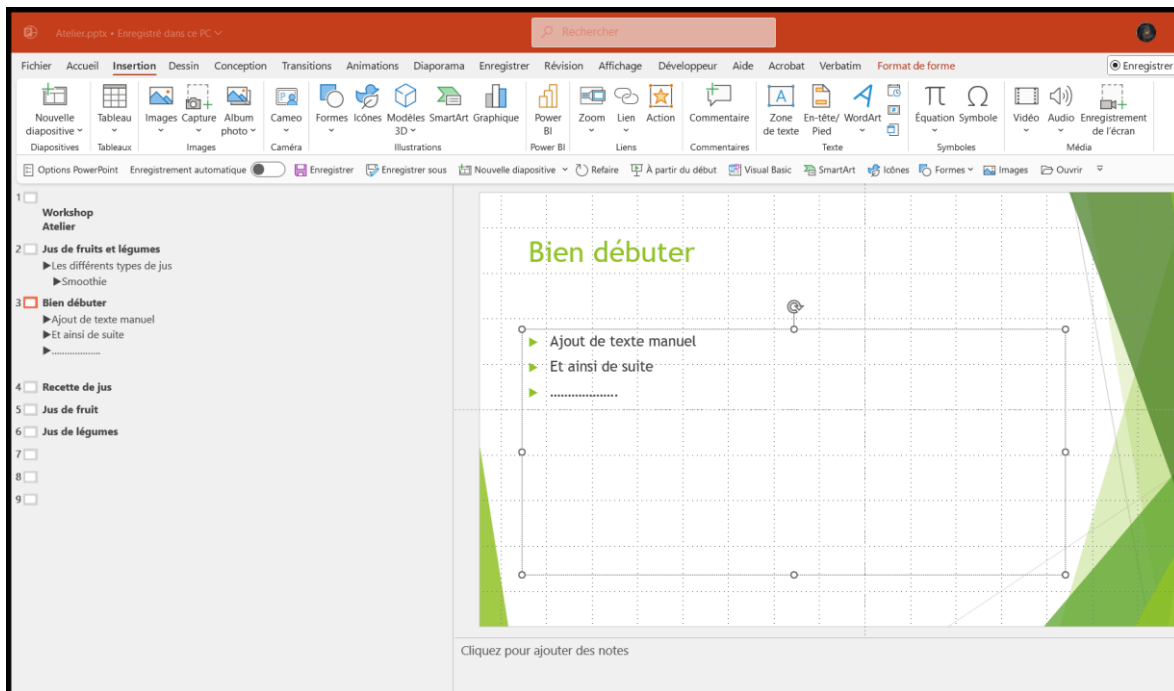 Atelier.pptx • Enregistré dans ce PC
Rechercher
Fichier Accueil Insertion Dessin Conception Transitions Animations Diaporama Enregistrer Révision Affichage Développeur Aide Acrobat Verbatim Format de forme Enregistrer
Nouvelle diapositive Tableau Images Capture Album photo Cameo Formes Icônes Modèles 3D SmartArt Graphique Power BI Zoom Lien Action Commentaire Zone de texte En-tête/ Pied WordArt Équation Symbole Vidéo Audio Enregistrement de l'écran
Diapositives Tableaux Images Caméra Illustrations Power BI Liens Commentaires Texte Symboles Média
Options PowerPoint Enregistrement automatique Enregistrer Enregistrer sous Nouvelle diapositive Refaire À partir du début Visual Basic SmartArt Icônes Formes Images Ouvrir
1
Workshop
Atelier
2 Jus de fruits et légumes
▶Les différents types de jus
▶Smoothie
3 Bien débuter
▶Ajout de texte manuel
▶Et ainsi de suite
▶...................
4 Recette de jus
5 Jus de fruit
6 Jus de légumes
7
8
9
Bien débuter
▶ Ajout de texte manuel
▶ Et ainsi de suite
▶ ...................
Cliquez pour ajouter des notes